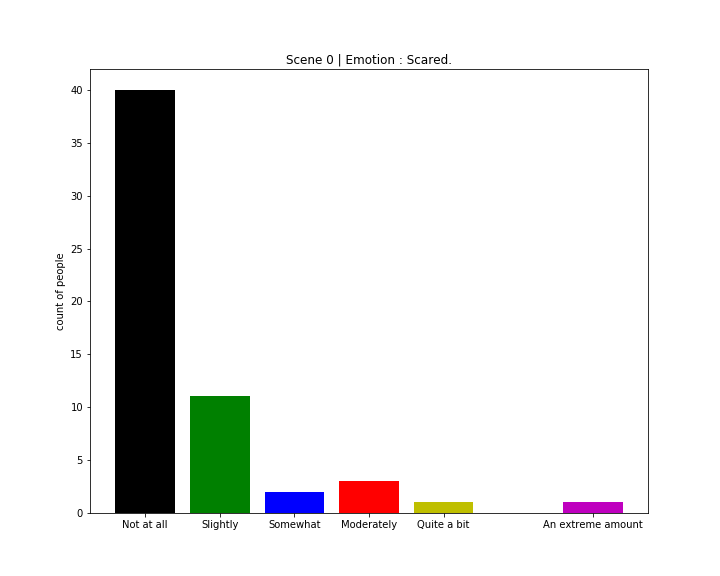 Scene 0 | Emotion : Scared.
count of people
40
35
30
25
20
15
10
5
0
Not at all
Slightly
Somewhat
Moderately
Quite a bit
An extreme amount